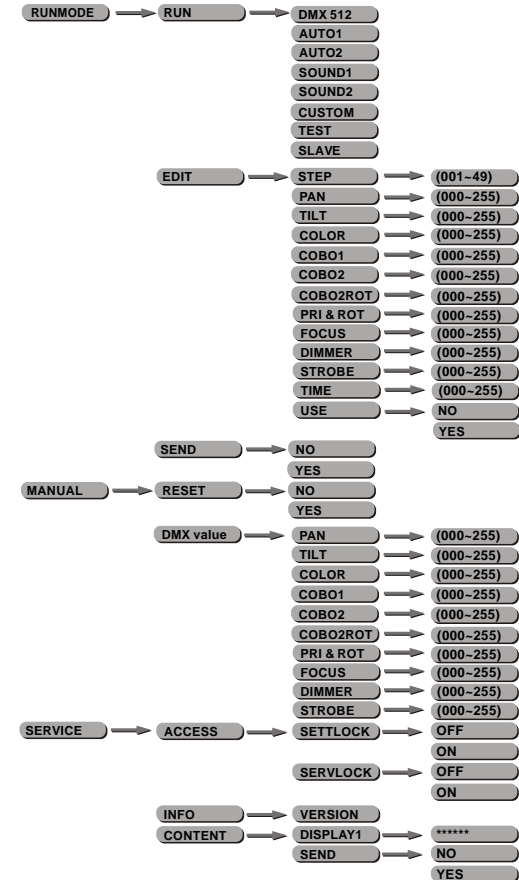 RUNMODE RUN DMX 512
AUTO1
AUTO2
SOUND1
SOUND2
CUSTOM
TEST
SLAVE
EDIT STEP (001~49)
PAN (000~255)
TILT (000~255)
COLOR (000~255)
COBO1 (000~255)
COBO2 (000~255)
COBO2ROT (000~255)
PRI & ROT (000~255)
FOCUS (000~255)
DIMMER (000~255)
STROBE (000~255)
TIME (000~255)
USE NO
YES
SEND NO
YES
MANUAL RESET NO
YES
DMX value PAN (000~255)
TILT (000~255)
COLOR (000~255)
COBO1 (000~255)
COBO2 (000~255)
COBO2ROT (000~255)
PRI & ROT (000~255)
FOCUS (000~255)
DIMMER (000~255)
STROBE (000~255)
SERVICE ACCESS SETTLOCK OFF
ON
SERVLOCK OFF
ON
INFO VERSION
CONTENT DISPLAY1 ******
SEND NO
YES